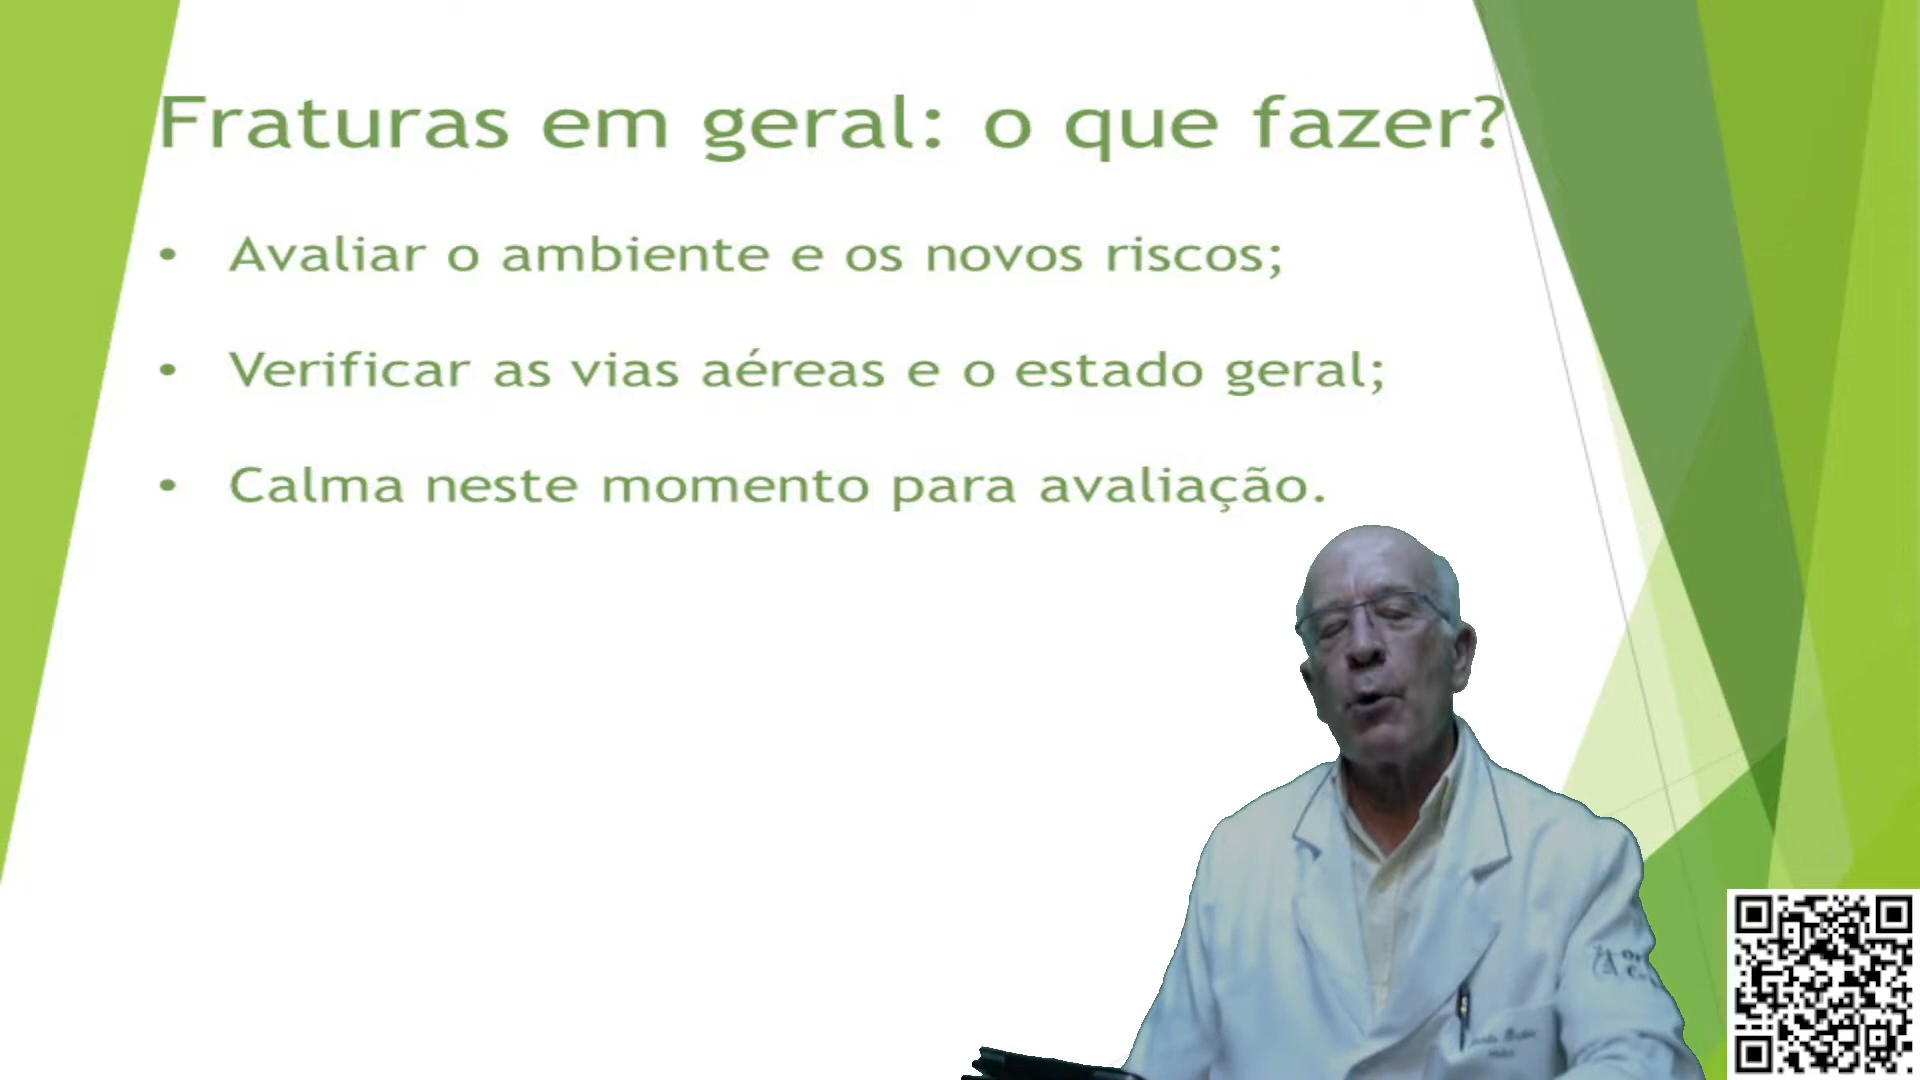 Fraturas em geral: o que fazer?
• Avaliar o ambiente e os novos riscos;
• Verificar as vias aéreas e o estado geral;
• Calma neste momento para avaliação.